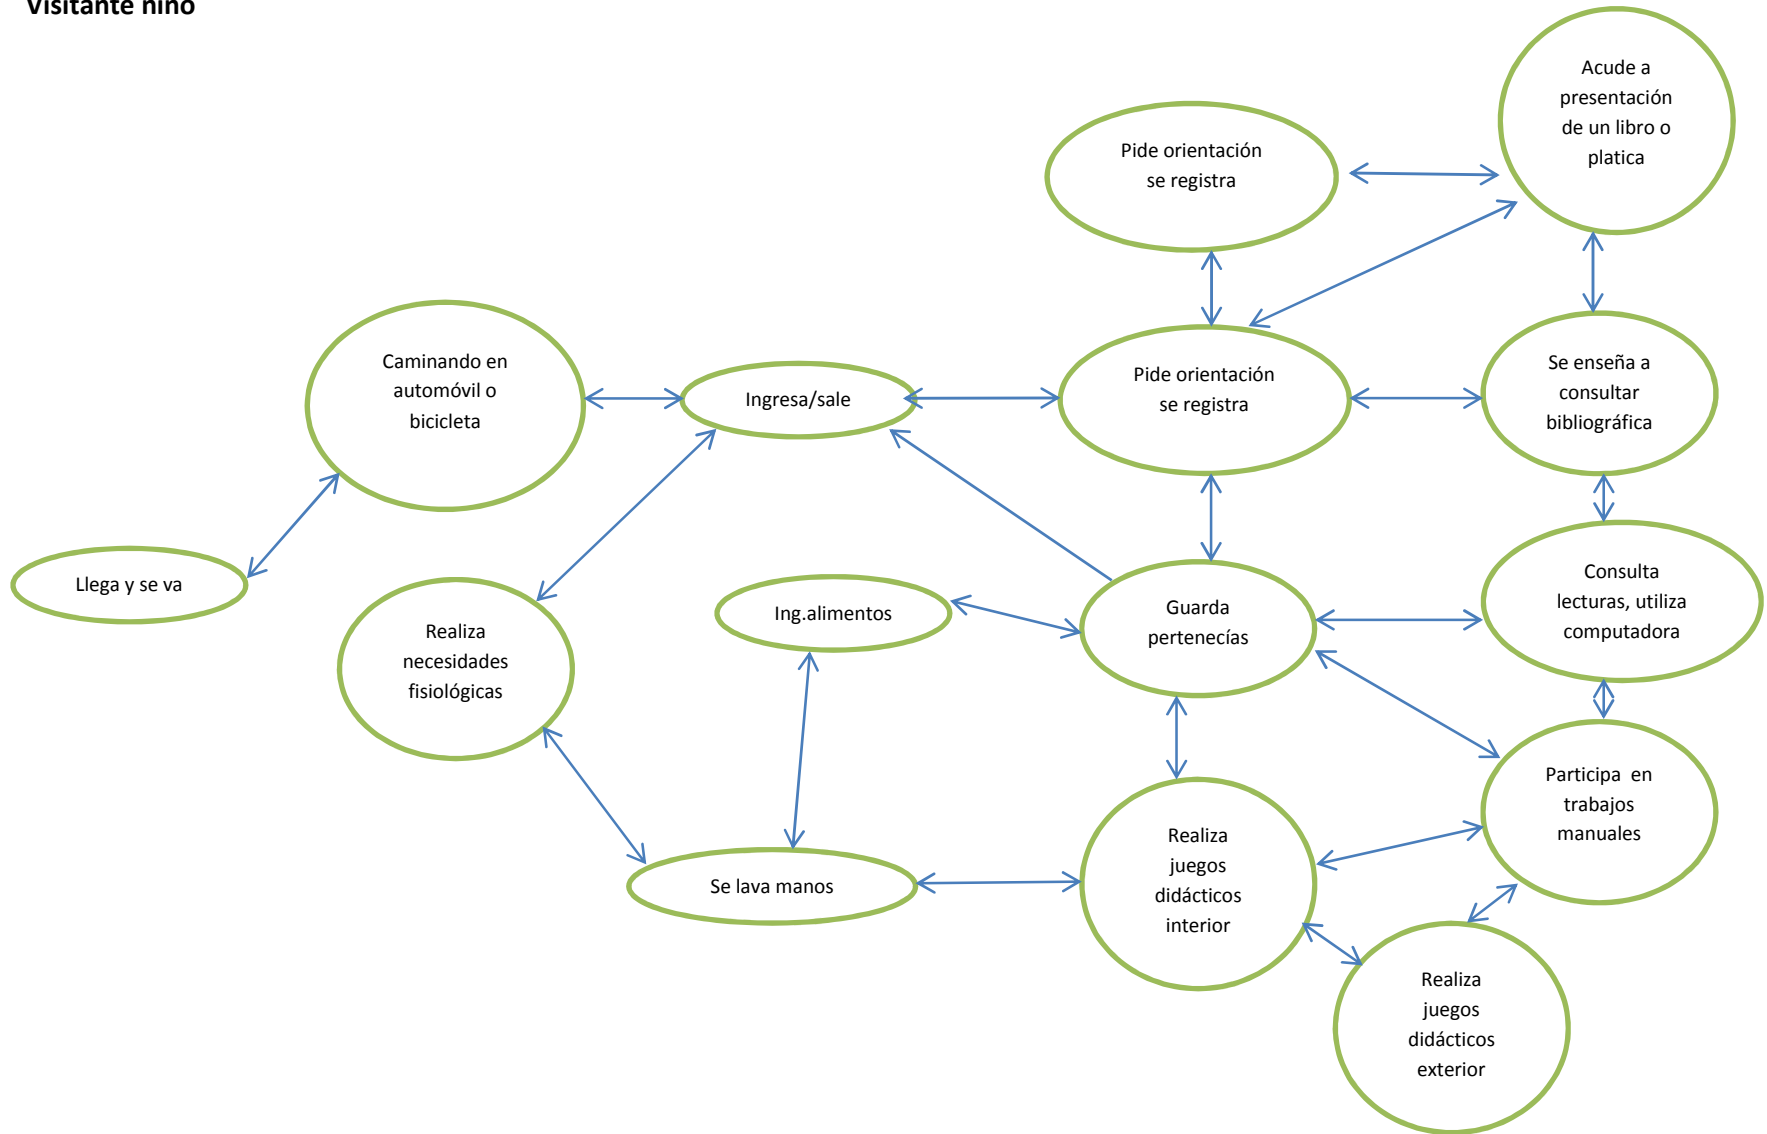 Visitante niño
Acude a
presentación
de un libro o
platica
Pide orientación
se registra
Caminando en
automóvil o
bicicleta
Ingresa/sale
Pide orientación
se registra
Se enseña a
consultar
bibliográfica
Llega y se va
Realiza
necesidades
fisiológicas
Ing.alimentos
Guarda
pertenecías
Consulta
lecturas, utiliza
computadora
Participa en
trabajos
manuales
Se lava manos
Realiza
juegos
didácticos
interior
Realiza
juegos
didácticos
exterior